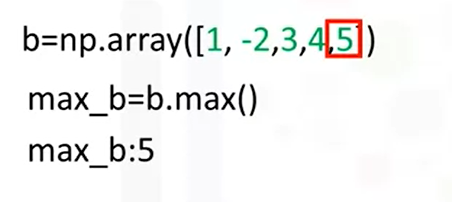 b=np.array([1, -2,3,4,5])
max_b=b.max()
max_b:5